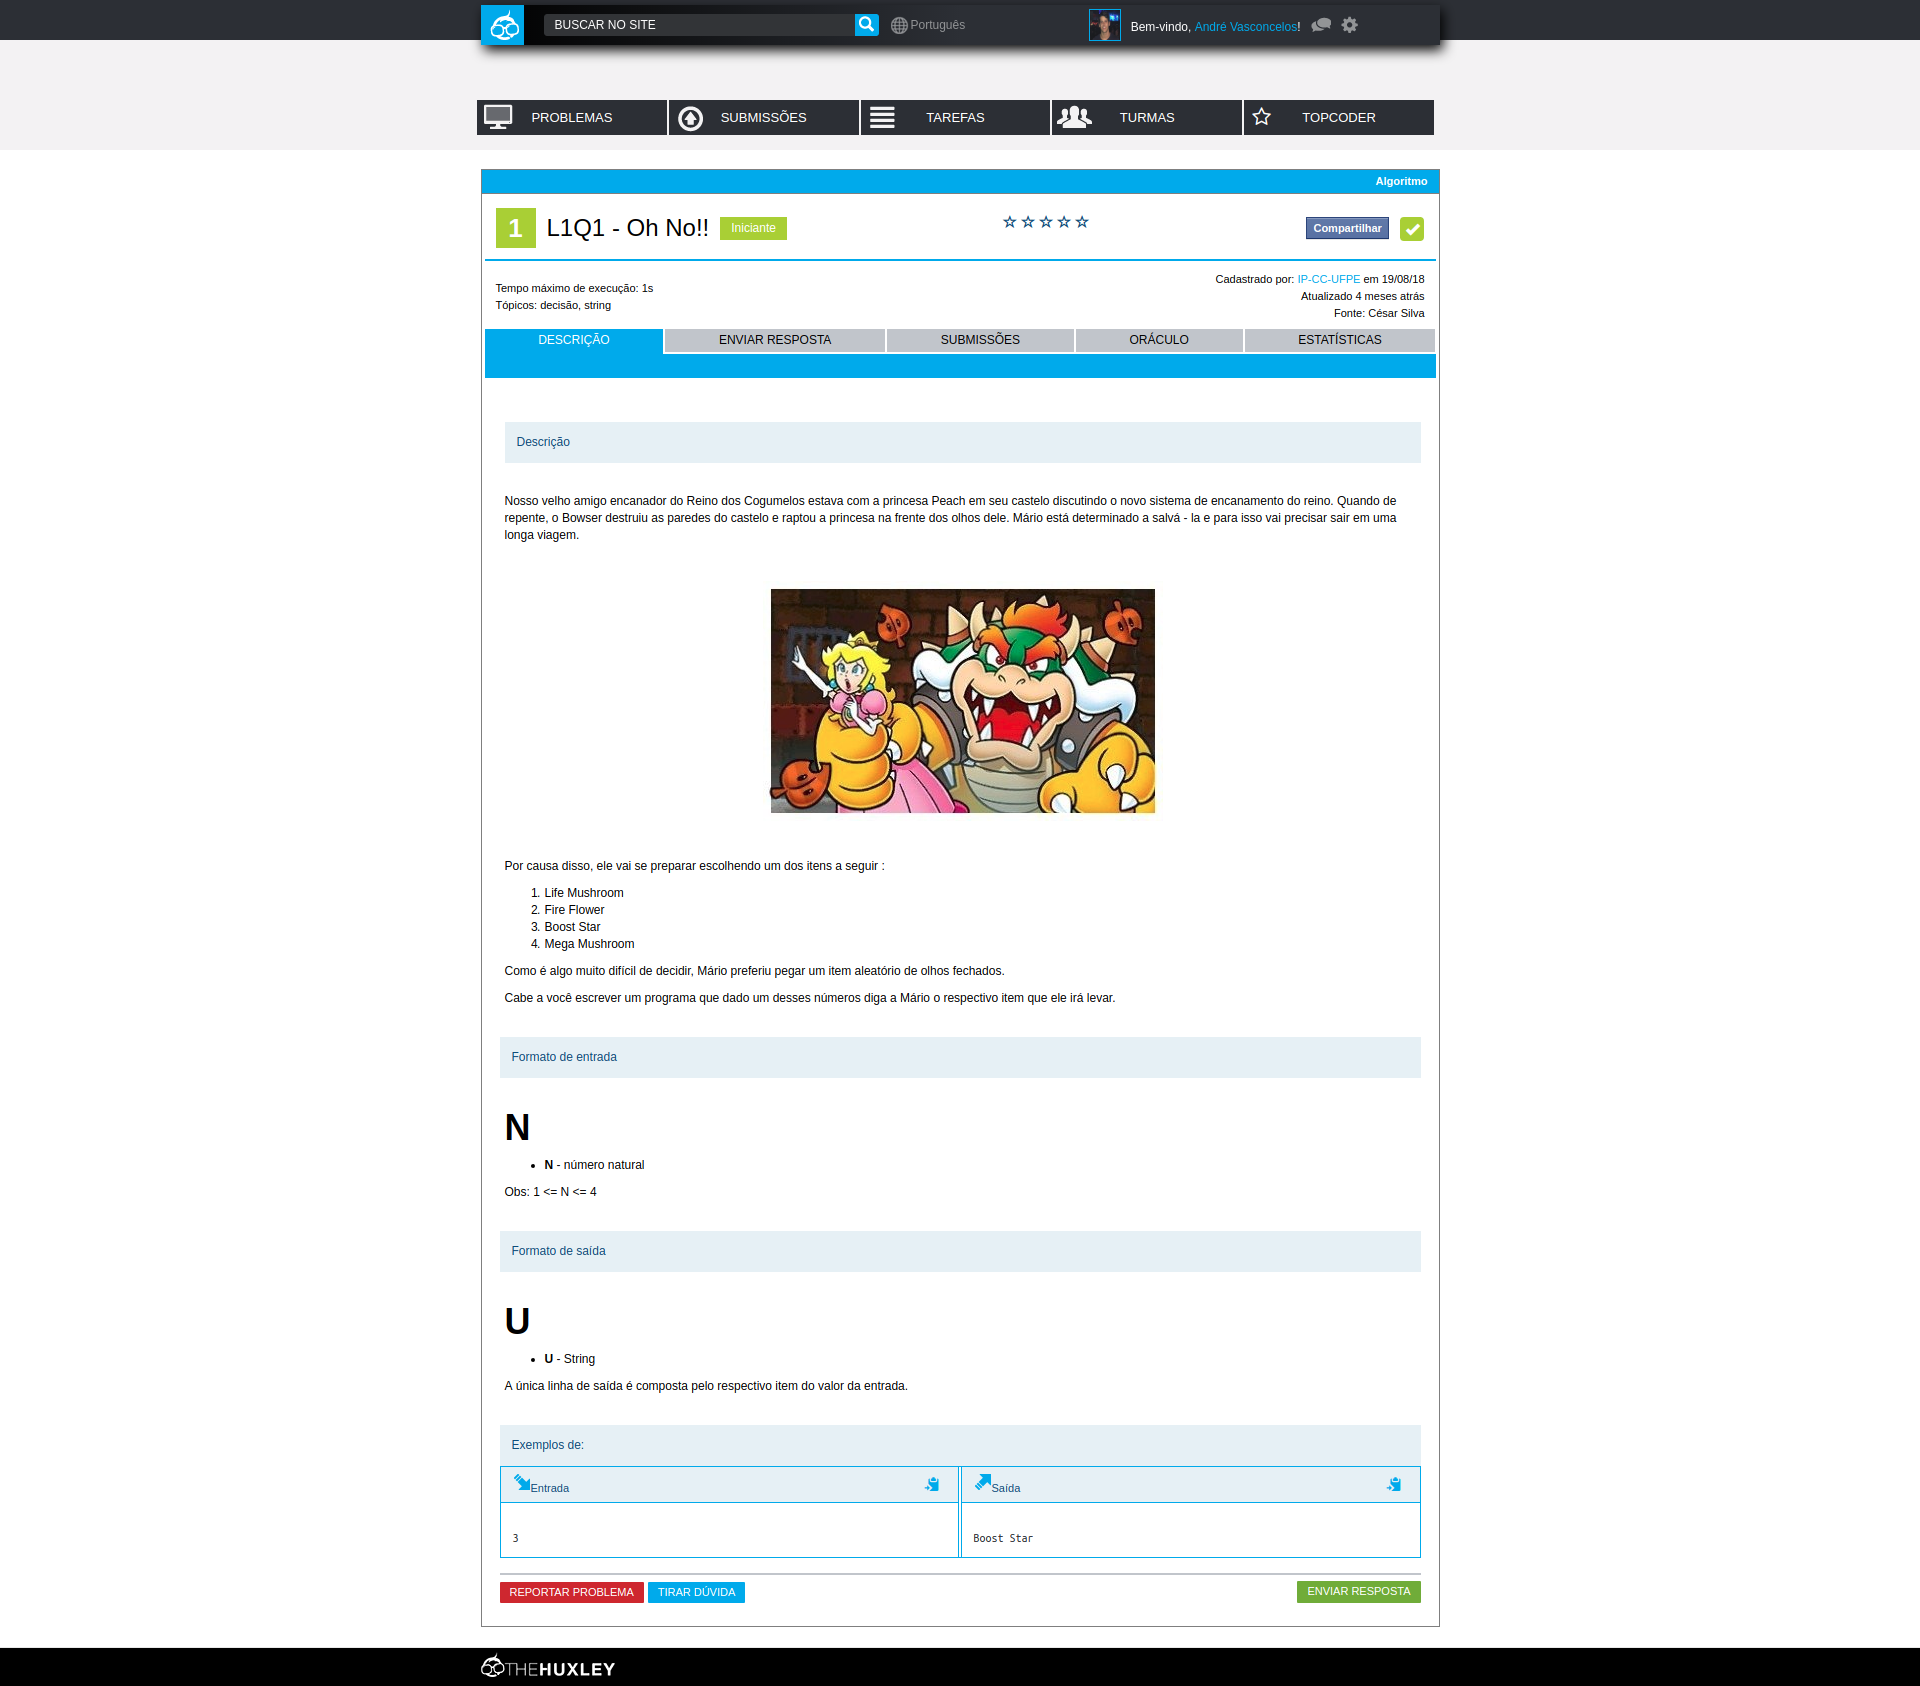 BUSCAR NO SITE
Português
Bem-vindo, André Vasconcelos!
PROBLEMAS
SUBMISSÕES
TAREFAS
TURMAS
TOPCODER
Algoritmo
1
L1Q1 - Oh No!!
Iniciante
Compartilhar
Tempo máximo de execução: 1s
Tópicos: decisão, string
Cadastrado por: IP-CC-UFPE em 19/08/18
Atualizado 4 meses atrás
Fonte: César Silva
DESCRIÇÃO
ENVIAR RESPOSTA
SUBMISSÕES
ORÁCULO
ESTATÍSTICAS
Descrição
Nosso velho amigo encanador do Reino dos Cogumelos estava com a princesa Peach em seu castelo discutindo o novo sistema de encanamento do reino. Quando de
repente, o Bowser destruiu as paredes do castelo e raptou a princesa na frente dos olhos dele. Mário está determinado a salvá - la e para isso vai precisar sair em uma
longa viagem.
Por causa disso, ele vai se preparar escolhendo um dos itens a seguir :
1. Life Mushroom
2. Fire Flower
3. Boost Star
4. Mega Mushroom
Como é algo muito difícil de decidir, Mário preferiu pegar um item aleatório de olhos fechados.
Cabe a você escrever um programa que dado um desses números diga a Mário o respectivo item que ele irá levar.
Formato de entrada
N
• N - número natural
Obs: 1 <= N <= 4
Formato de saída
U
• U - String
A única linha de saída é composta pelo respectivo item do valor da entrada.
Exemplos de:
Entrada
Saída
3
Boost Star
REPORTAR PROBLEMA
TIRAR DÚVIDA
ENVIAR RESPOSTA
THEHUXLEY